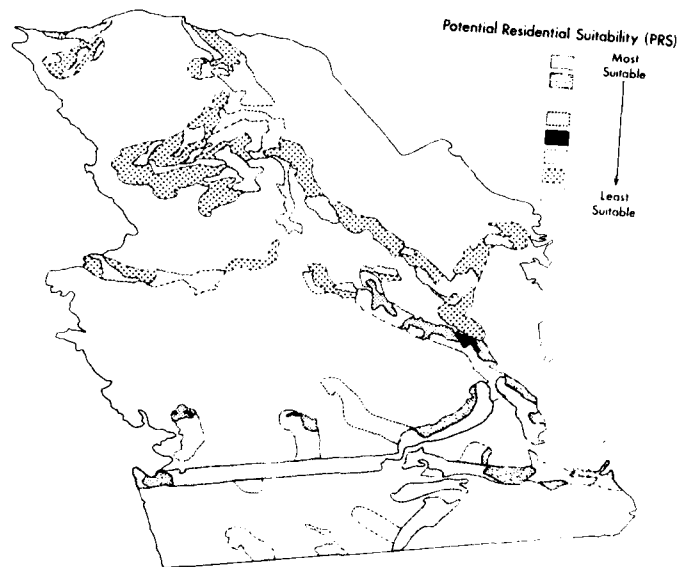 Potential Residential Suitability (PRS)
Most
Suitable
Least
Suitable